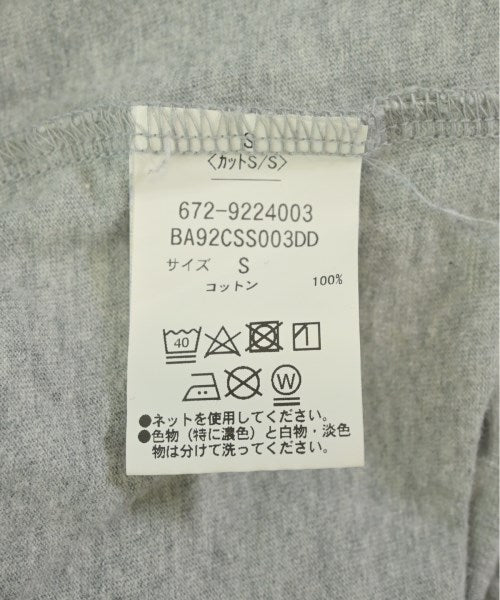 S
〈カットS/S〉
672-9224003
BA92CSS003DD
サイズ S
コットン 100%
40
W
●ネットを使用してください。
●色物（特に濃色）と白物・淡色
物は分けて洗ってください。